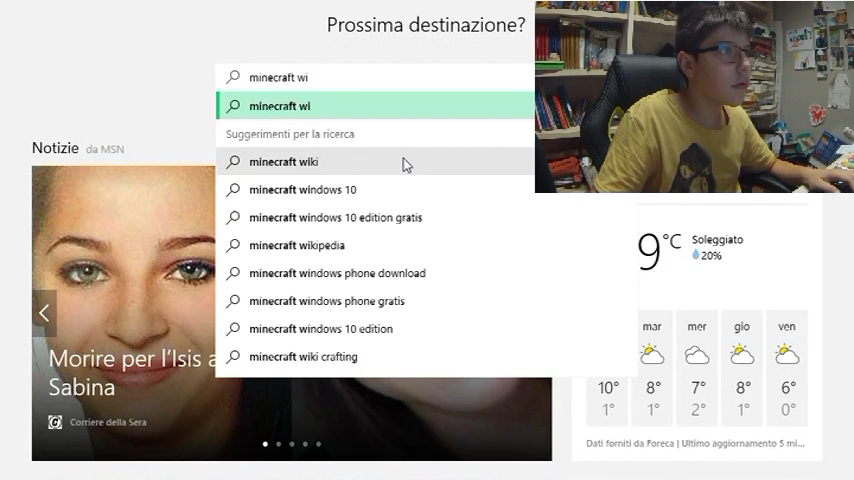 Prossima destinazione?
minecraft wi
minecraft wi
Suggerimenti per la ricerca
minecraft wiki
minecraft windows 10
minecraft windows 10 edition gratis
minecraft wikipedia
minecraft windows phone download
minecraft windows phone gratis
minecraft windows 10 edition
minecraft wiki crafting
Notizie da MSN
Morire per l'Isis a
Sabina
Corriere della Sera
9°C
Soleggiato
20%
mar mer gio ven
10° 8° 7° 8° 6°
1° 1° 2° 1° 0°
Dati forniti da Foreca | Ultimo aggiornamento 5 mi...